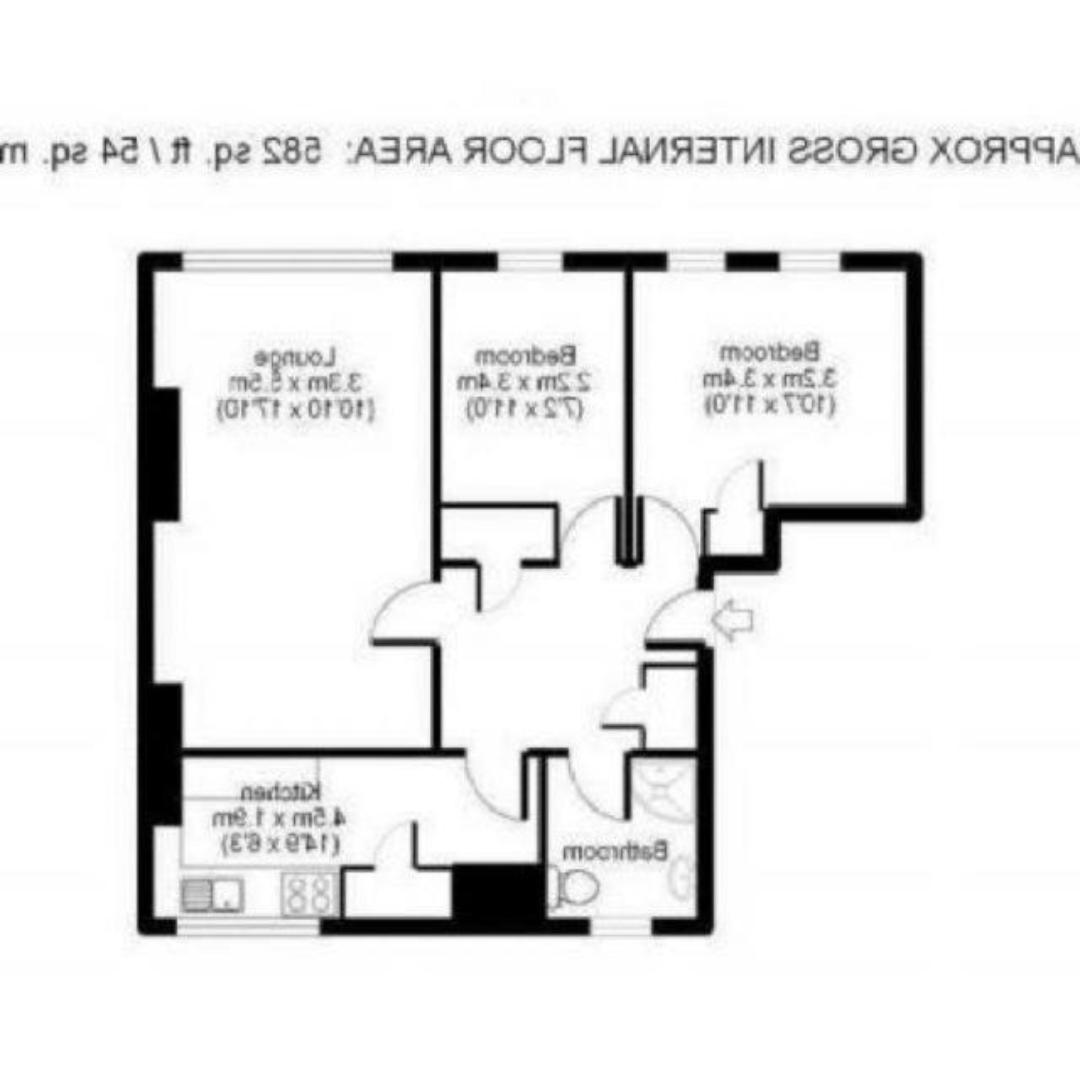 APPROX GROSS INTERNAL FLOOR AREA: 582 sq. ft / 54 sq. m
Bedroom
3.2m x 3.4m
(10'7 x 11'0)
Bedroom
2.2m x 3.4m
(7'2 x 11'0)
Lounge
3.3m x 5.5m
(10'10 x 17'10)
Kitchen
4.5m x 1.9m
(14'9 x 6'3)
Bathroom